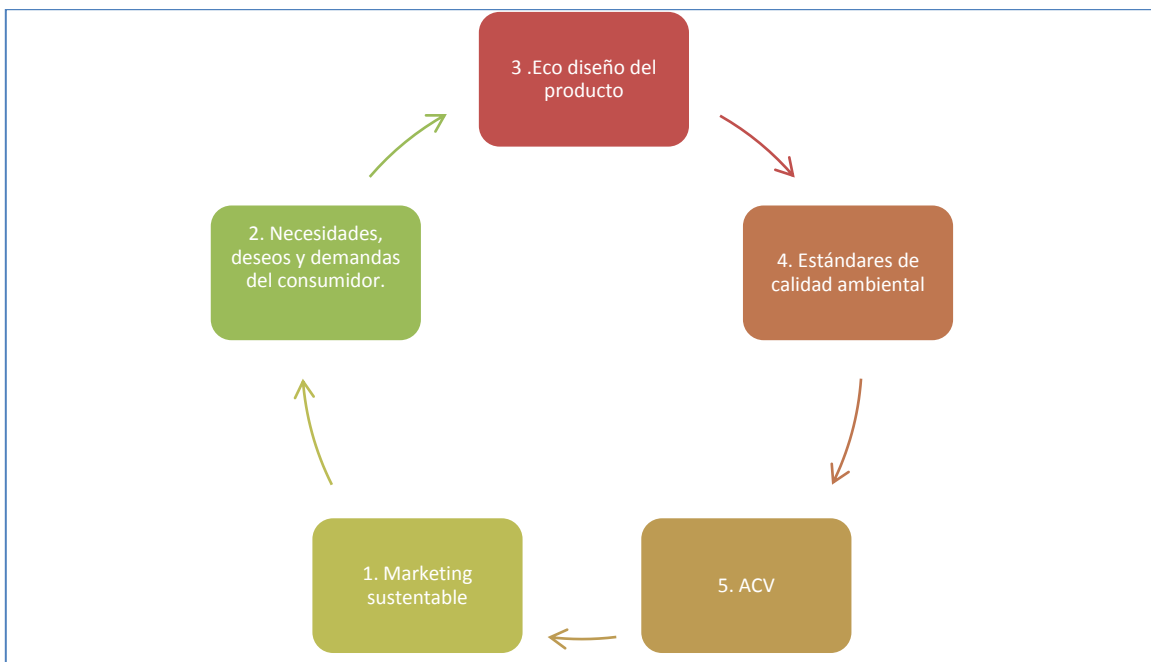 3 .Eco diseño del
producto
2. Necesidades,
deseos y demandas
del consumidor.
4. Estándares de
calidad ambiental
1. Marketing
sustentable
5. ACV